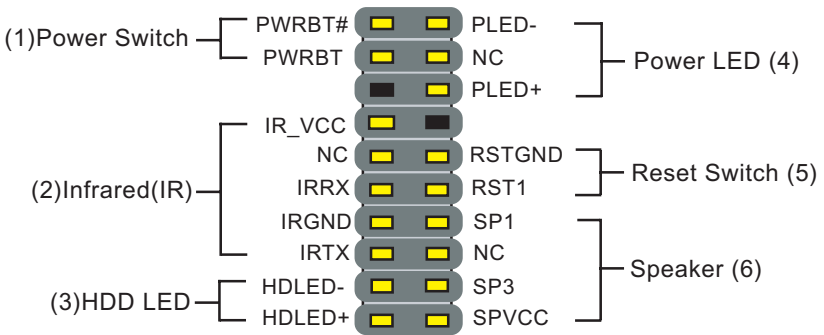 PWRBT# PLED-
(1)Power Switch
PWRBT NC
Power LED (4)
PLED+
IR_VCC
NC RSTGND
Reset Switch (5)
(2)Infrared(IR)
IRRX RST1
IRGND SP1
IRTX NC
Speaker (6)
HDLED- SP3
(3)HDD LED
HDLED+ SPVCC